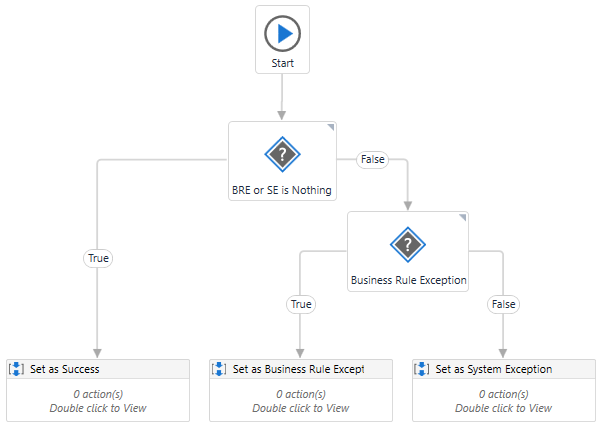 Start
?
BRE or SE is Nothing
False
?
Business Rule Exception
True
True
False
Set as Success
0 action(s)
Double click to View
Set as Business Rule Except
0 action(s)
Double click to View
Set as System Exception
0 action(s)
Double click to View